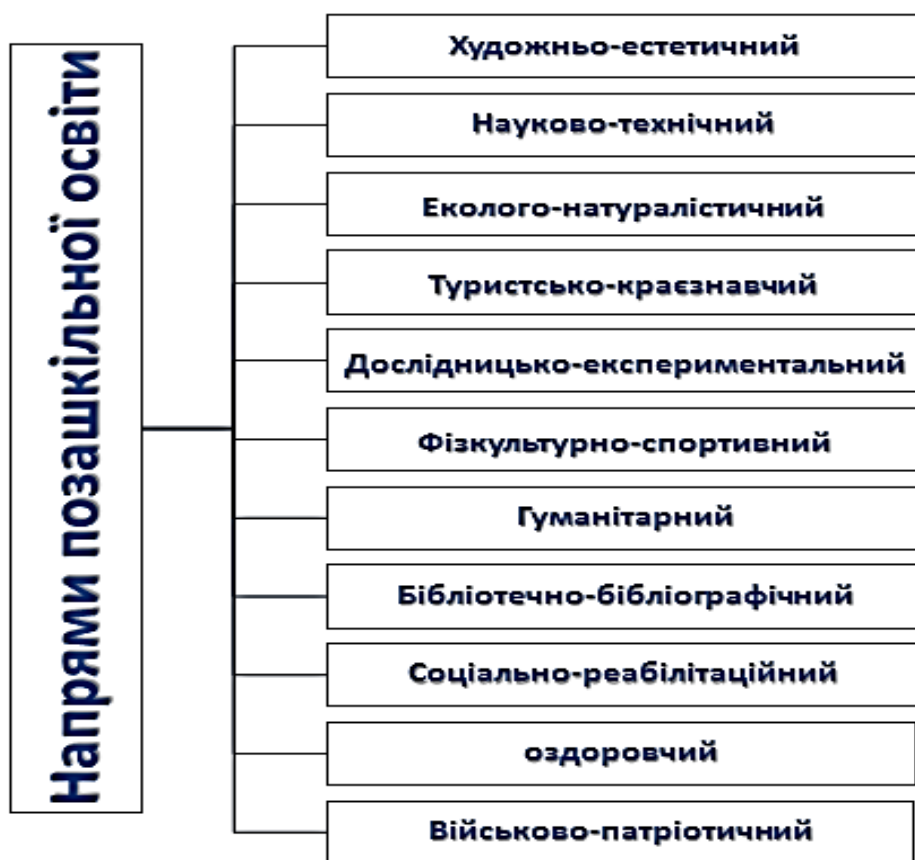 Напрями позашкільної освіти
Художньо-естетичний
Науково-технічний
Еколого-натуралістичний
Туристсько-краєзнавчий
Дослідницько-експериментальний
Фізкультурно-спортивний
Гуманітарний
Бібліотечно-бібліографічний
Соціально-реабілітаційний
оздоровчий
Військово-патріотичний